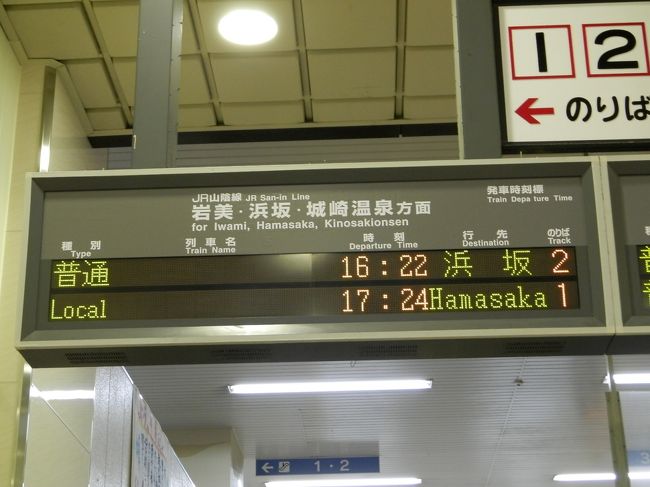 1 2
← のりば
JR山陰線 JR San-in Line
岩美・浜坂・城崎温泉方面
for Iwami, Hamasaka, Kinosakionsen
発車時刻標
Train Depa ture Time
種別 列車名 時刻 行先 のりば
Type Train Name Departure Time Destination Track
普通 16:22 浜坂 2
Local 17:24 Hamasaka 1
← 1・2